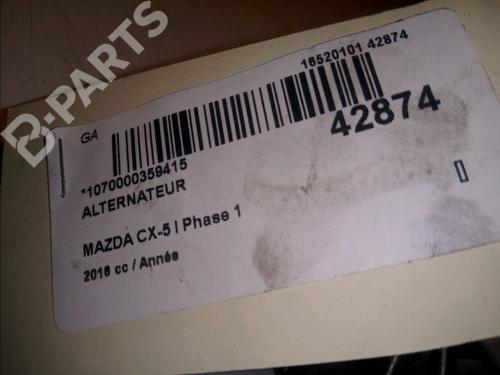 B-PARTS
16520101 42874
GA
42874
*1070000359415
ALTERNATEUR
MAZDA CX-5 I Phase 1
2016 cc / Année